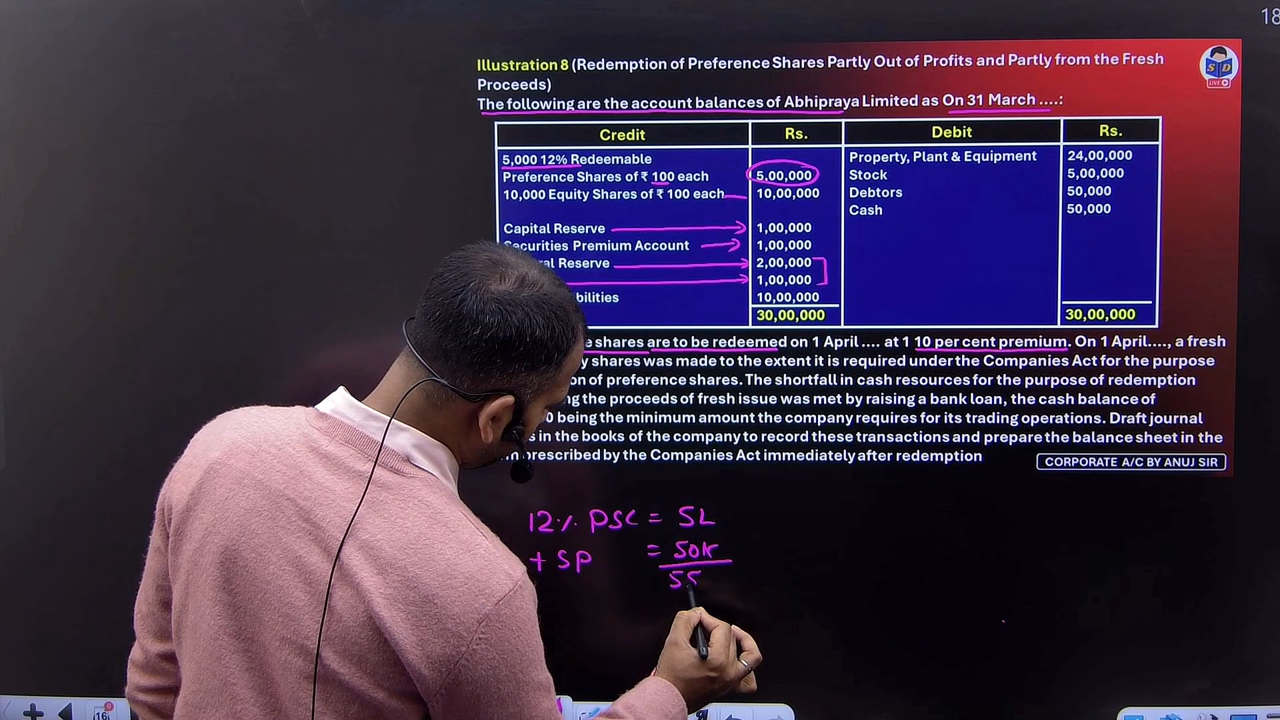 18
Illustration 8 (Redemption of Preference Shares Partly Out of Profits and Partly from the Fresh
Proceeds)
The following are the account balances of Abhipraya Limited as On 31 March ....:
Credit Rs. Debit Rs.
5,000 12% Redeemable Property, Plant & Equipment 24,00,000
Preference Shares of ₹ 100 each 5,00,000 Stock 5,00,000
10,000 Equity Shares of ₹ 100 each 10,00,000 Debtors 50,000
Cash 50,000
Capital Reserve 1,00,000
Securities Premium Account 1,00,000
Reserve 2,00,000
1,00,000
10,00,000
30,00,000 30,00,000
shares are to be redeemed on 1 April .... at 1 10 per cent premium. On 1 April...., a fresh
shares was made to the extent it is required under the Companies Act for the purpose
of preference shares. The shortfall in cash resources for the purpose of redemption
the proceeds of fresh issue was met by raising a bank loan, the cash balance of
being the minimum amount the company requires for its trading operations. Draft journal
in the books of the company to record these transactions and prepare the balance sheet in the
prescribed by the Companies Act immediately after redemption
CORPORATE A/C BY ANUJ SIR
S D
LIVE
12% PSC = 5L
+ SP = 50k
55
16